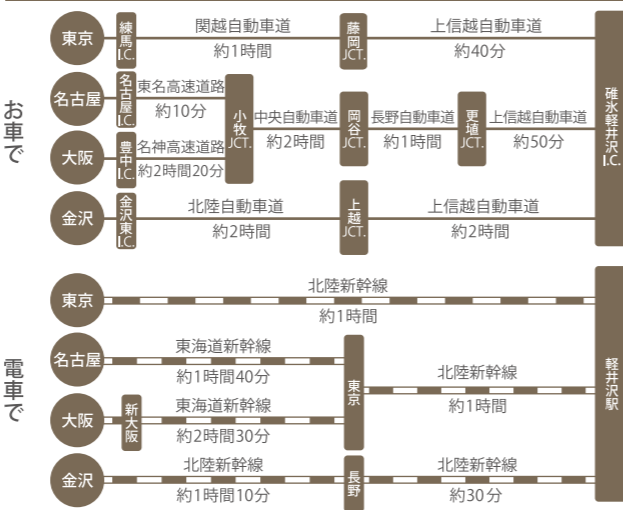 お車で
東京
練馬I.C.
関越自動車道
約1時間
藤岡JCT.
上信越自動車道
約40分
名古屋
名古屋I.C.
東名高速道路
約10分
大阪
豊中I.C.
名神高速道路
約2時間20分
小牧JCT.
中央自動車道
約2時間
岡谷JCT.
長野自動車道
約1時間
更埴JCT.
上信越自動車道
約50分
金沢
金沢東I.C.
北陸自動車道
約2時間
上越JCT.
上信越自動車道
約2時間
碓氷軽井沢I.C.
電車で
東京
北陸新幹線
約1時間
名古屋
東海道新幹線
約1時間40分
大阪
新大阪
東海道新幹線
約2時間30分
東京
北陸新幹線
約1時間
金沢
北陸新幹線
約1時間10分
長野
北陸新幹線
約30分
軽井沢駅